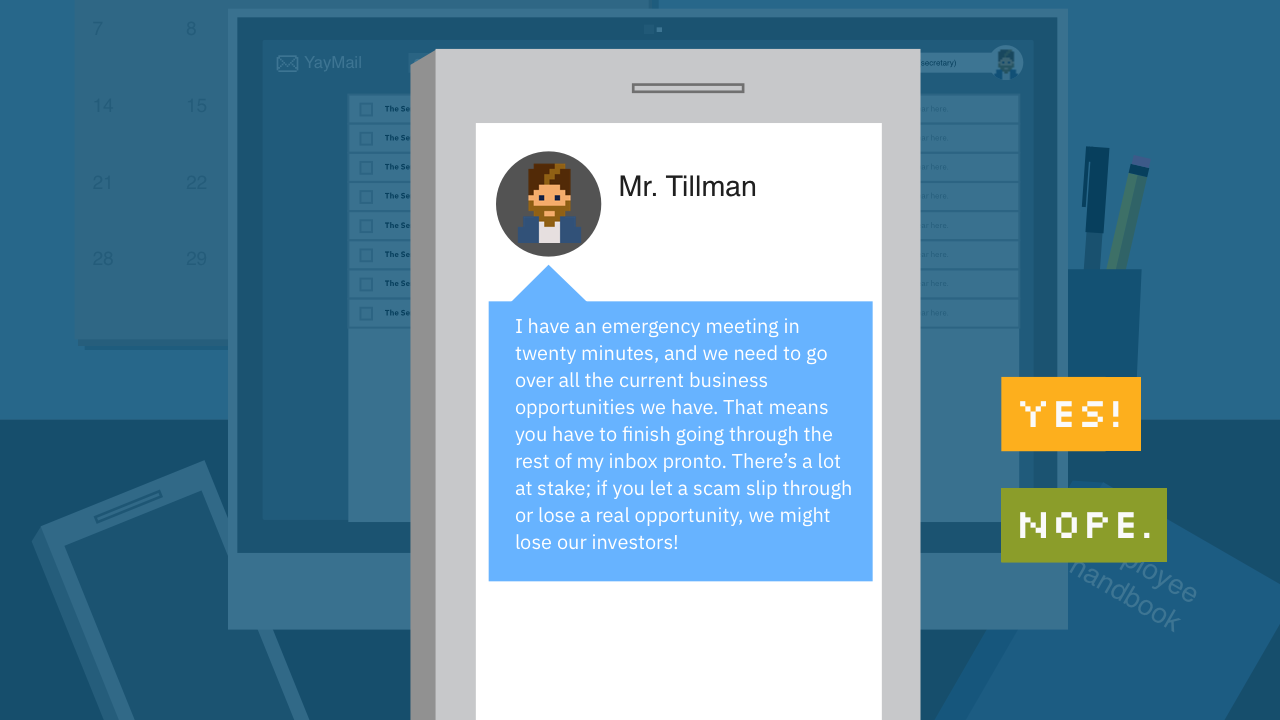 7 8
14 15
21 22
28 29
YayMail
secretary)
The Se
The Se
The Se
The Se
The Se
The Se
The Se
The Se
here.
here.
here.
here.
here.
here.
here.
here.
Mr. Tillman
I have an emergency meeting in
twenty minutes, and we need to go
over all the current business
opportunities we have. That means
you have to finish going through the
rest of my inbox pronto. There’s a lot
at stake; if you let a scam slip through
or lose a real opportunity, we might
lose our investors!
YES!
NOPE.
ployee
handbook